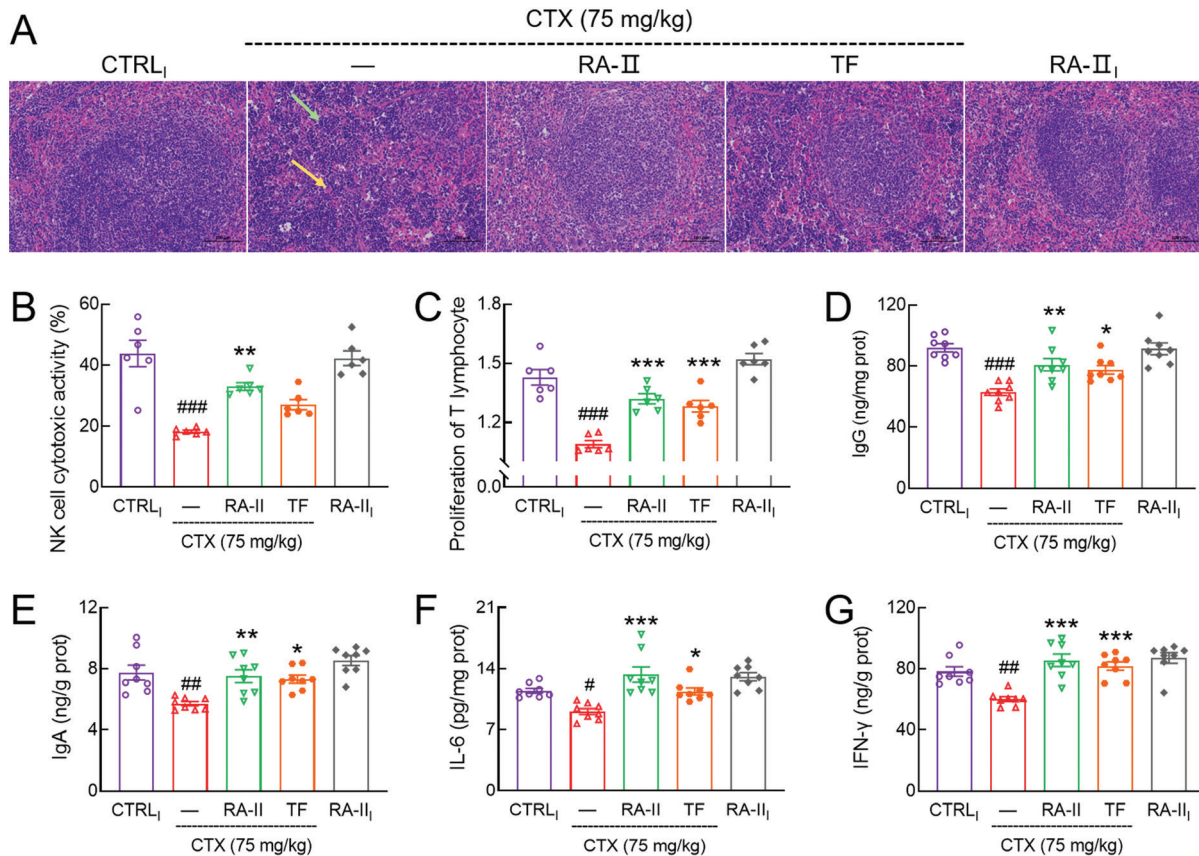 A
CTX (75 mg/kg)
CTRLI
—
RA-II
TF
RA-III
B
NK cell cytotoxic activity (%)
60
40
20
0
###
**
CTRLI
—
RA-II
TF
RA-III
CTX (75 mg/kg)
C
Proliferation of T lymphocyte
1.8
1.5
1.2
0.0
###
***
***
CTRLI
—
RA-II
TF
RA-III
CTX (75 mg/kg)
D
IgG (ng/mg prot)
120
80
40
0
###
**
*
CTRLI
—
RA-II
TF
RA-III
CTX (75 mg/kg)
E
IgA (ng/g prot)
12
8
4
0
##
**
*
CTRLI
—
RA-II
TF
RA-III
CTX (75 mg/kg)
F
IL-6 (pg/mg prot)
21
14
7
0
#
***
*
CTRLI
—
RA-II
TF
RA-III
CTX (75 mg/kg)
G
IFN-γ (ng/g prot)
120
80
40
0
##
***
***
CTRLI
—
RA-II
TF
RA-III
CTX (75 mg/kg)